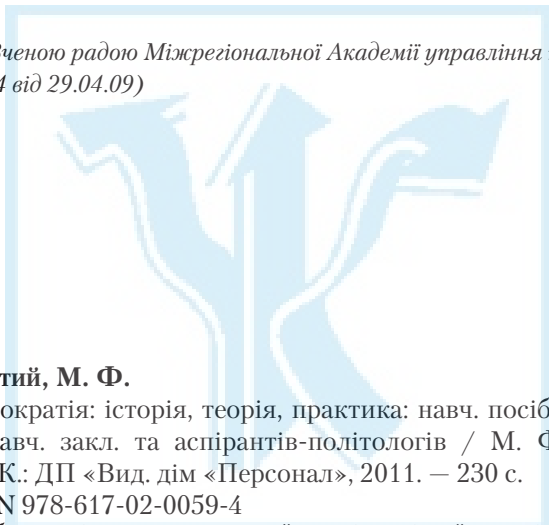 Вченою радою Міжрегіональної Академії управління
4 від 29.04.09)
тий, М. Ф.
ократія: історія, теорія, практика: навч. посіб
навч. закл. та аспірантів-політологів / М. Ф
К.: ДП «Вид. дім «Персонал», 2011. — 230 с.
N 978-617-02-0059-4